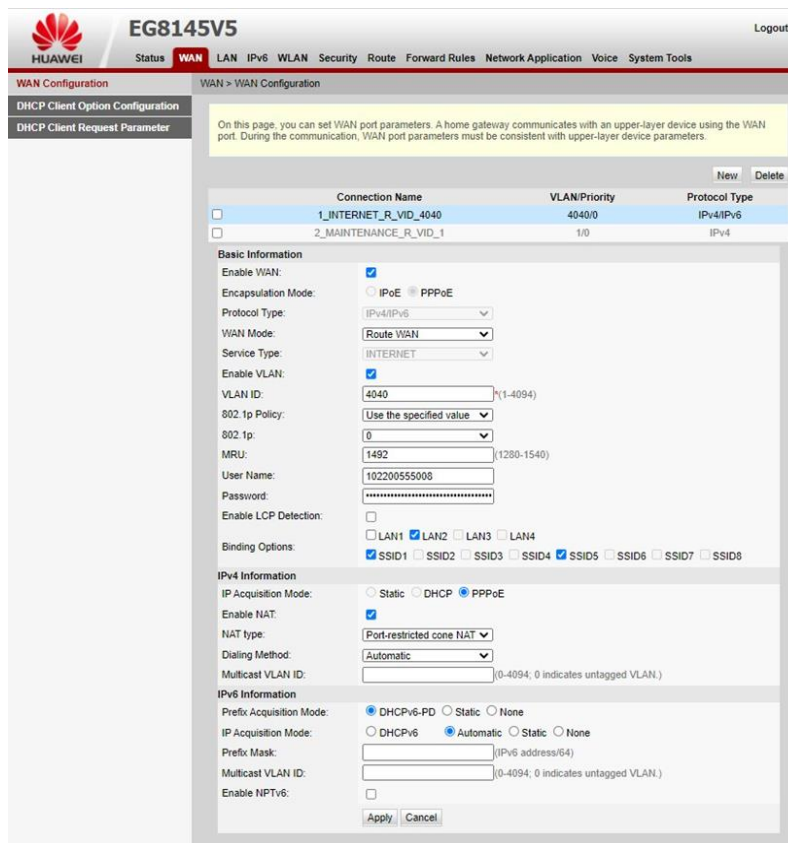 HUAWEI
EG8145V5
Logout
Status WAN LAN IPv6 WLAN Security Route Forward Rules Network Application Voice System Tools
WAN Configuration
DHCP Client Option Configuration
DHCP Client Request Parameter
WAN > WAN Configuration
On this page, you can set WAN port parameters. A home gateway communicates with an upper-layer device using the WAN
port. During the communication, WAN port parameters must be consistent with upper-layer device parameters.
New Delete
Connection Name VLAN/Priority Protocol Type
1_INTERNET_R_VID_4040 4040/0 IPv4/IPv6
2_MAINTENANCE_R_VID_1 1/0 IPv4
Basic Information
Enable WAN:
Encapsulation Mode: IPoE PPPoE
Protocol Type: IPv4/IPv6
WAN Mode: Route WAN
Service Type: INTERNET
Enable VLAN:
VLAN ID: 4040 *(1-4094)
802.1p Policy: Use the specified value
802.1p: 0
MRU: 1492 (1280-1540)
User Name: 102200555008
Password:
Enable LCP Detection:
Binding Options: LAN1 LAN2 LAN3 LAN4
SSID1 SSID2 SSID3 SSID4 SSID5 SSID6 SSID7 SSID8
IPv4 Information
IP Acquisition Mode: Static DHCP PPPoE
Enable NAT:
NAT type: Port-restricted cone NAT
Dialing Method: Automatic
Multicast VLAN ID: (0-4094; 0 indicates untagged VLAN.)
IPv6 Information
Prefix Acquisition Mode: DHCPv6-PD Static None
IP Acquisition Mode: DHCPv6 Automatic Static None
Prefix Mask: (IPv6 address/64)
Multicast VLAN ID: (0-4094; 0 indicates untagged VLAN.)
Enable NPTv6:
Apply Cancel